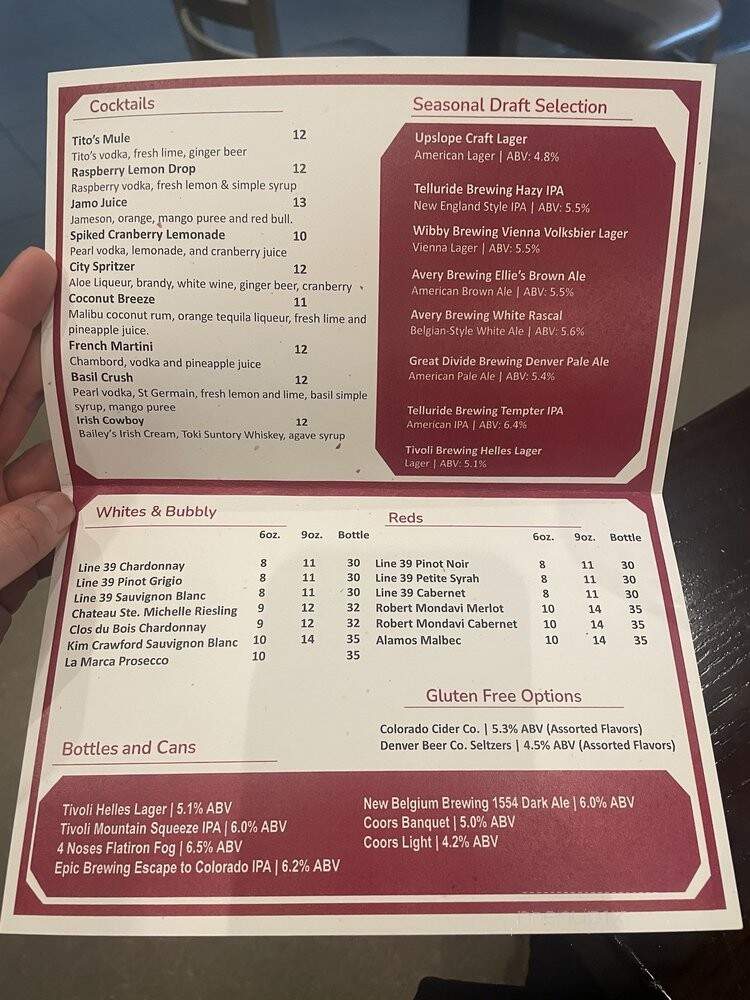 Cocktails
Tito's Mule 12
Tito's vodka, fresh lime, ginger beer
Raspberry Lemon Drop 12
Raspberry vodka, fresh lemon & simple syrup
Jamo Juice 13
Jameson, orange, mango puree and red bull.
Spiked Cranberry Lemonade 10
Pearl vodka, lemonade, and cranberry juice
City Spritzer 12
Aloe Liqueur, brandy, white wine, ginger beer, cranberry
Coconut Breeze 11
Malibu coconut rum, orange tequila liqueur, fresh lime and
pineapple juice.
French Martini 12
Chambord, vodka and pineapple juice
Basil Crush 12
Pearl vodka, St Germain, fresh lemon and lime, basil simple
syrup, mango puree
Irish Cowboy 12
Bailey's Irish Cream, Toki Suntory Whiskey, agave syrup
Seasonal Draft Selection
Upslope Craft Lager
American Lager | ABV: 4.8%
Telluride Brewing Hazy IPA
New England Style IPA | ABV: 5.5%
Wibby Brewing Vienna Volksbier Lager
Vienna Lager | ABV: 5.5%
Avery Brewing Ellie's Brown Ale
American Brown Ale | ABV: 5.5%
Avery Brewing White Rascal
Belgian-Style White Ale | ABV: 5.6%
Great Divide Brewing Denver Pale Ale
American Pale Ale | ABV: 5.4%
Telluride Brewing Tempter IPA
American IPA | ABV: 6.4%
Tivoli Brewing Helles Lager
Lager | ABV: 5.1%
Whites & Bubbly
6oz. 9oz. Bottle
Line 39 Chardonnay 8 11 30
Line 39 Pinot Grigio 8 11 30
Line 39 Sauvignon Blanc 8 11 30
Chateau Ste. Michelle Riesling 9 12 32
Clos du Bois Chardonnay 9 12 32
Kim Crawford Sauvignon Blanc 10 14 35
La Marca Prosecco 10 35
Reds
6oz. 9oz. Bottle
Line 39 Pinot Noir 8 11 30
Line 39 Petite Syrah 8 11 30
Line 39 Cabernet 8 11 30
Robert Mondavi Merlot 10 14 35
Robert Mondavi Cabernet 10 14 35
Alamos Malbec 10 14 35
Gluten Free Options
Colorado Cider Co. | 5.3% ABV (Assorted Flavors)
Denver Beer Co. Seltzers | 4.5% ABV (Assorted Flavors)
Bottles and Cans
Tivoli Helles Lager | 5.1% ABV
Tivoli Mountain Squeeze IPA | 6.0% ABV
4 Noses Flatiron Fog | 6.5% ABV
Epic Brewing Escape to Colorado IPA | 6.2% ABV
New Belgium Brewing 1554 Dark Ale | 6.0% ABV
Coors Banquet | 5.0% ABV
Coors Light | 4.2% ABV